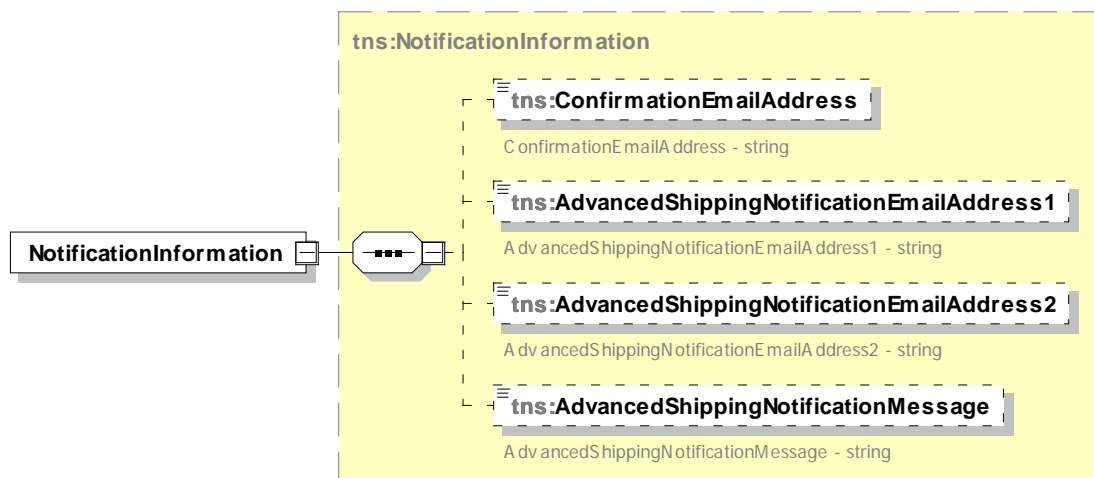 tns:NotificationInformation
tns:ConfirmationEmailAddress
ConfirmationEmailAddress - string
tns:AdvancedShippingNotificationEmailAddress1
AdvancedShippingNotificationEmailAddress1 - string
NotificationInformation
tns:AdvancedShippingNotificationEmailAddress2
AdvancedShippingNotificationEmailAddress2 - string
tns:AdvancedShippingNotificationMessage
AdvancedShippingNotificationMessage - string